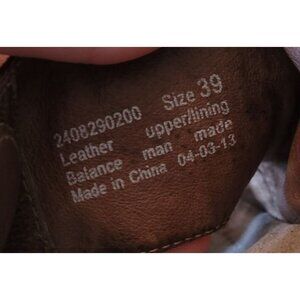 2408290200 Size 39
Leather upper/lining
Balance man made
Made in China 04-03-13